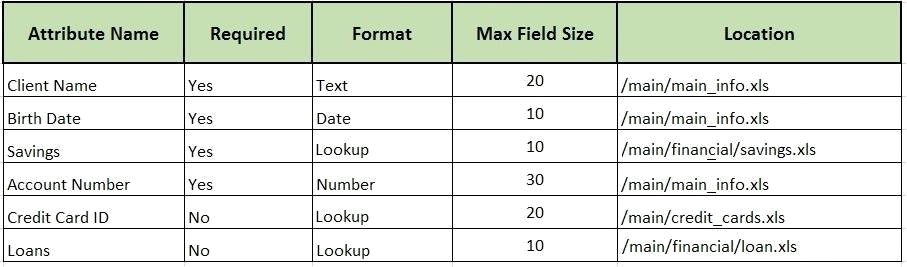 Attribute Name Required Format Max Field Size Location
Client Name Yes Text 20 /main/main_info.xls
Birth Date Yes Date 10 /main/main_info.xls
Savings Yes Lookup 10 /main/financial/savings.xls
Account Number Yes Number 30 /main/main_info.xls
Credit Card ID No Lookup 20 /main/credit_cards.xls
Loans No Lookup 10 /main/financial/loan.xls